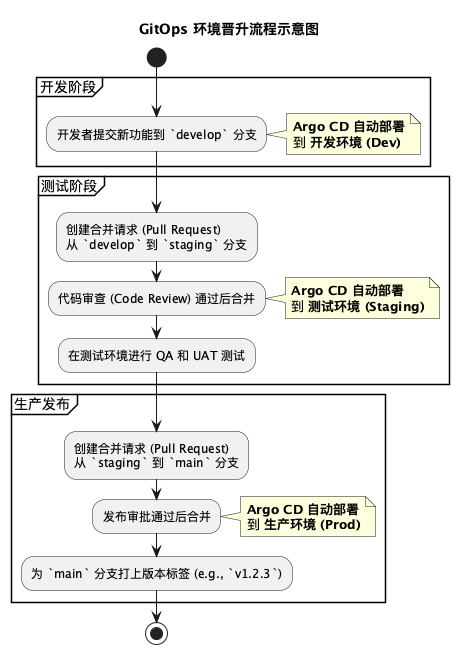 GitOps 环境晋升流程示意图
开发阶段
开发者提交新功能到 `develop` 分支
Argo CD 自动部署
到 开发环境 (Dev)
测试阶段
创建合并请求 (Pull Request)
从 `develop` 到 `staging` 分支
代码审查 (Code Review) 通过后合并
Argo CD 自动部署
到 测试环境 (Staging)
在测试环境进行 QA 和 UAT 测试
生产发布
创建合并请求 (Pull Request)
从 `staging` 到 `main` 分支
发布审批通过后合并
Argo CD 自动部署
到 生产环境 (Prod)
为 `main` 分支打上版本标签 (e.g., `v1.2.3`)